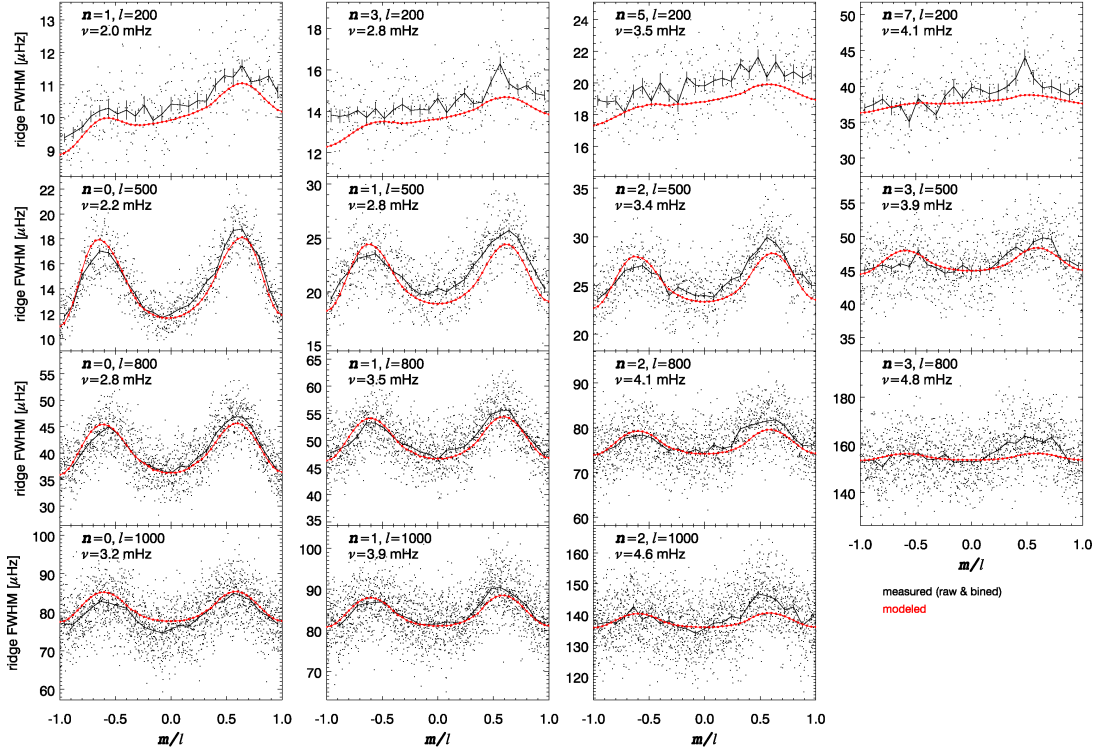 n=1, l=200
ν=2.0 mHz
n=3, l=200
ν=2.8 mHz
n=5, l=200
ν=3.5 mHz
n=7, l=200
ν=4.1 mHz
ridge FWHM [μHz]
13
12
11
10
9
18
16
14
12
24
22
20
18
16
50
45
40
35
30
n=0, l=500
ν=2.2 mHz
n=1, l=500
ν=2.8 mHz
n=2, l=500
ν=3.4 mHz
n=3, l=500
ν=3.9 mHz
ridge FWHM [μHz]
22
20
18
16
14
12
10
30
25
20
15
35
30
25
20
55
50
45
40
35
n=0, l=800
ν=2.8 mHz
n=1, l=800
ν=3.5 mHz
n=2, l=800
ν=4.1 mHz
n=3, l=800
ν=4.8 mHz
ridge FWHM [μHz]
55
50
45
40
35
30
65
60
55
50
45
40
35
90
80
70
60
180
160
140
n=0, l=1000
ν=3.2 mHz
n=1, l=1000
ν=3.9 mHz
n=2, l=1000
ν=4.6 mHz
ridge FWHM [μHz]
100
90
80
70
60
100
90
80
70
160
150
140
130
120
-1.0 -0.5 0.0 0.5 1.0
m/l
measured (raw & bined)
modeled
-1.0 -0.5 0.0 0.5 1.0
-1.0 -0.5 0.0 0.5 1.0
-1.0 -0.5 0.0 0.5 1.0
m/l
m/l
m/l